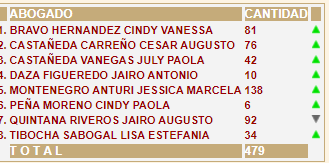 ABOGADO CANTIDAD
1. BRAVO HERNANDEZ CINDY VANESSA 81
2. CASTAÑEDA CARREÑO CESAR AUGUSTO 76
3. CASTAÑEDA VANEGAS JULY PAOLA 42
4. DAZA FIGUEREDO JAIRO ANTONIO 10
5. MONTENEGRO ANTURI JESSICA MARCELA 138
6. PEÑA MORENO CINDY PAOLA 6
7. QUINTANA RIVEROS JAIRO AUGUSTO 92
8. TIBOCHA SABOGAL LISA ESTEFANIA 34
T O T A L 479